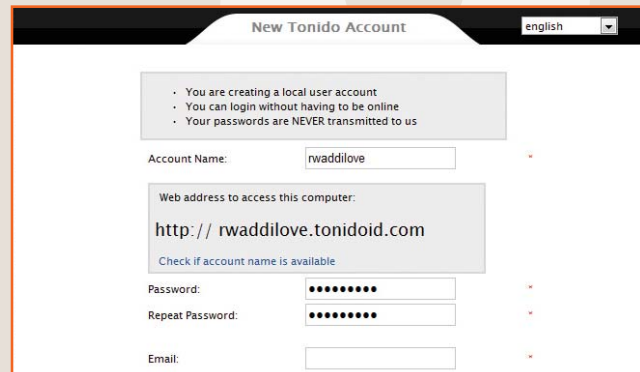 New Tonido Account
english
· You are creating a local user account
· You can login without having to be online
· Your passwords are NEVER transmitted to us
Account Name: rwaddilove *
Web address to access this computer:
http:// rwaddilove.tonidoid.com
Check if account name is available
Password: ●●●●●●●●● *
Repeat Password: ●●●●●●●●● *
Email: *